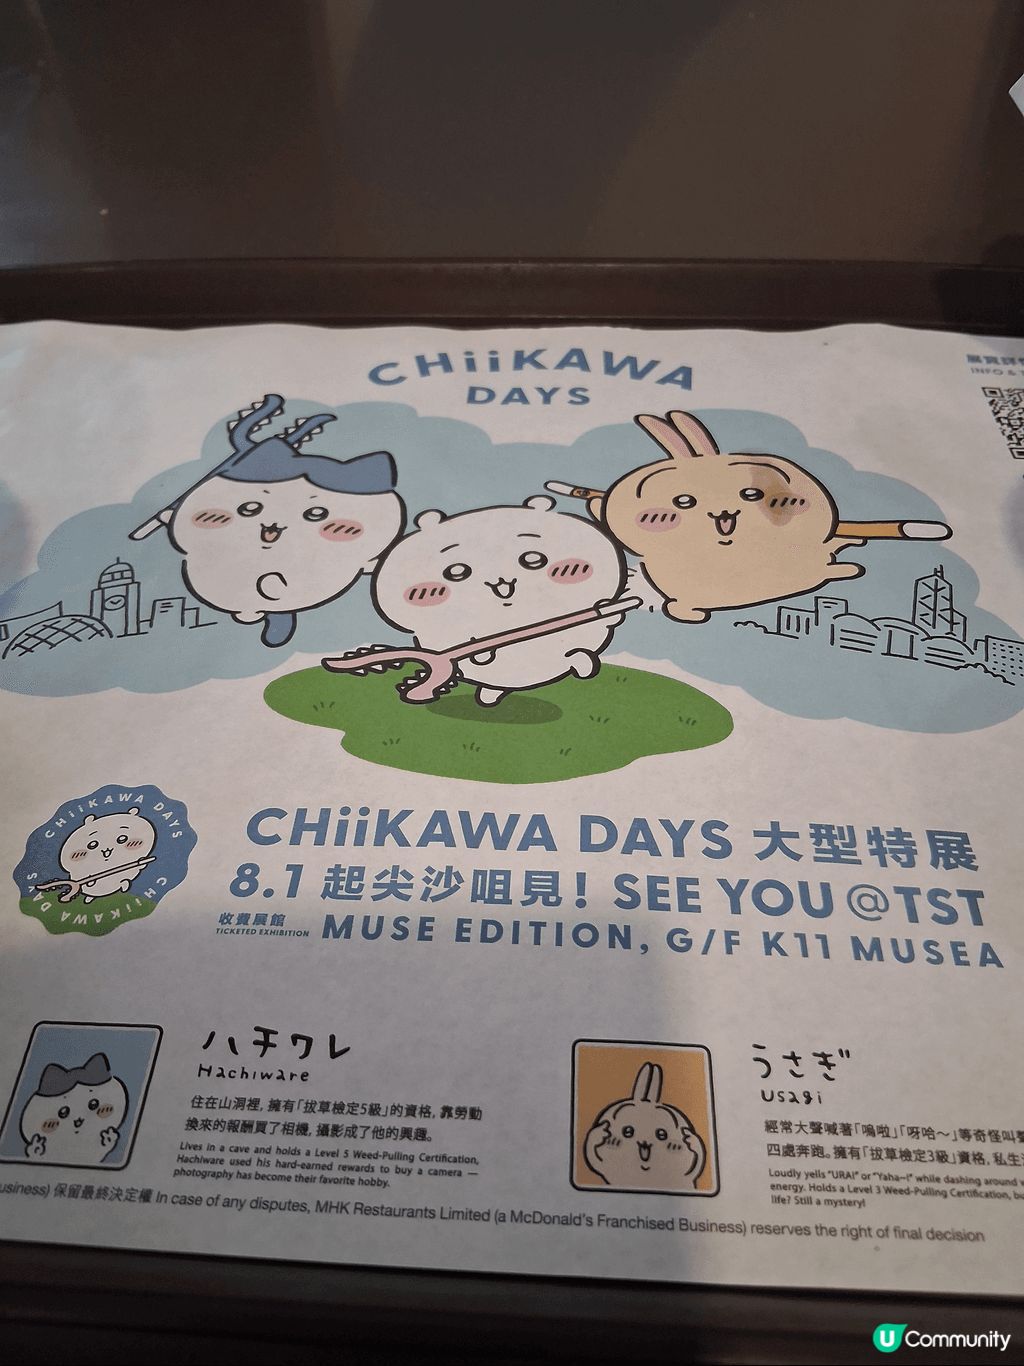 CHiiKAWA
DAYS
INFO &
CHiiKAWA DAYS
CHiiKAWA DAYS
CHiiKAWA DAYS 大型特展
8.1 起尖沙咀見! SEE YOU @TST
收費展館
TICKETED EXHIBITION
MUSE EDITION, G/F K11 MUSEA
ハチワレ
Hachiware
住在山洞裡, 擁有「拔草檢定5級」的資格, 靠勞動
換來的報酬買了相機, 攝影成了他的興趣。
Lives in a cave and holds a Level 5 Weed-Pulling Certification,
Hachiware used his hard-earned rewards to buy a camera —
photography has become their favorite hobby.
うさぎ
usagi
經常大聲喊著「嗚啦」「呀哈～」等奇怪叫
四處奔跑。擁有「拔草檢定3級」資格, 私生
Loudly yells "URA!" or "Yaha~!" while dashing around
energy. Holds a Level 3 Weed-Pulling Certification,
life? Still a mystery!
usiness) 保留最終決定權 In case of any disputes, MHK Restaurants Limited (a McDonald's Franchised Business) reserves the right of final decision
U Community